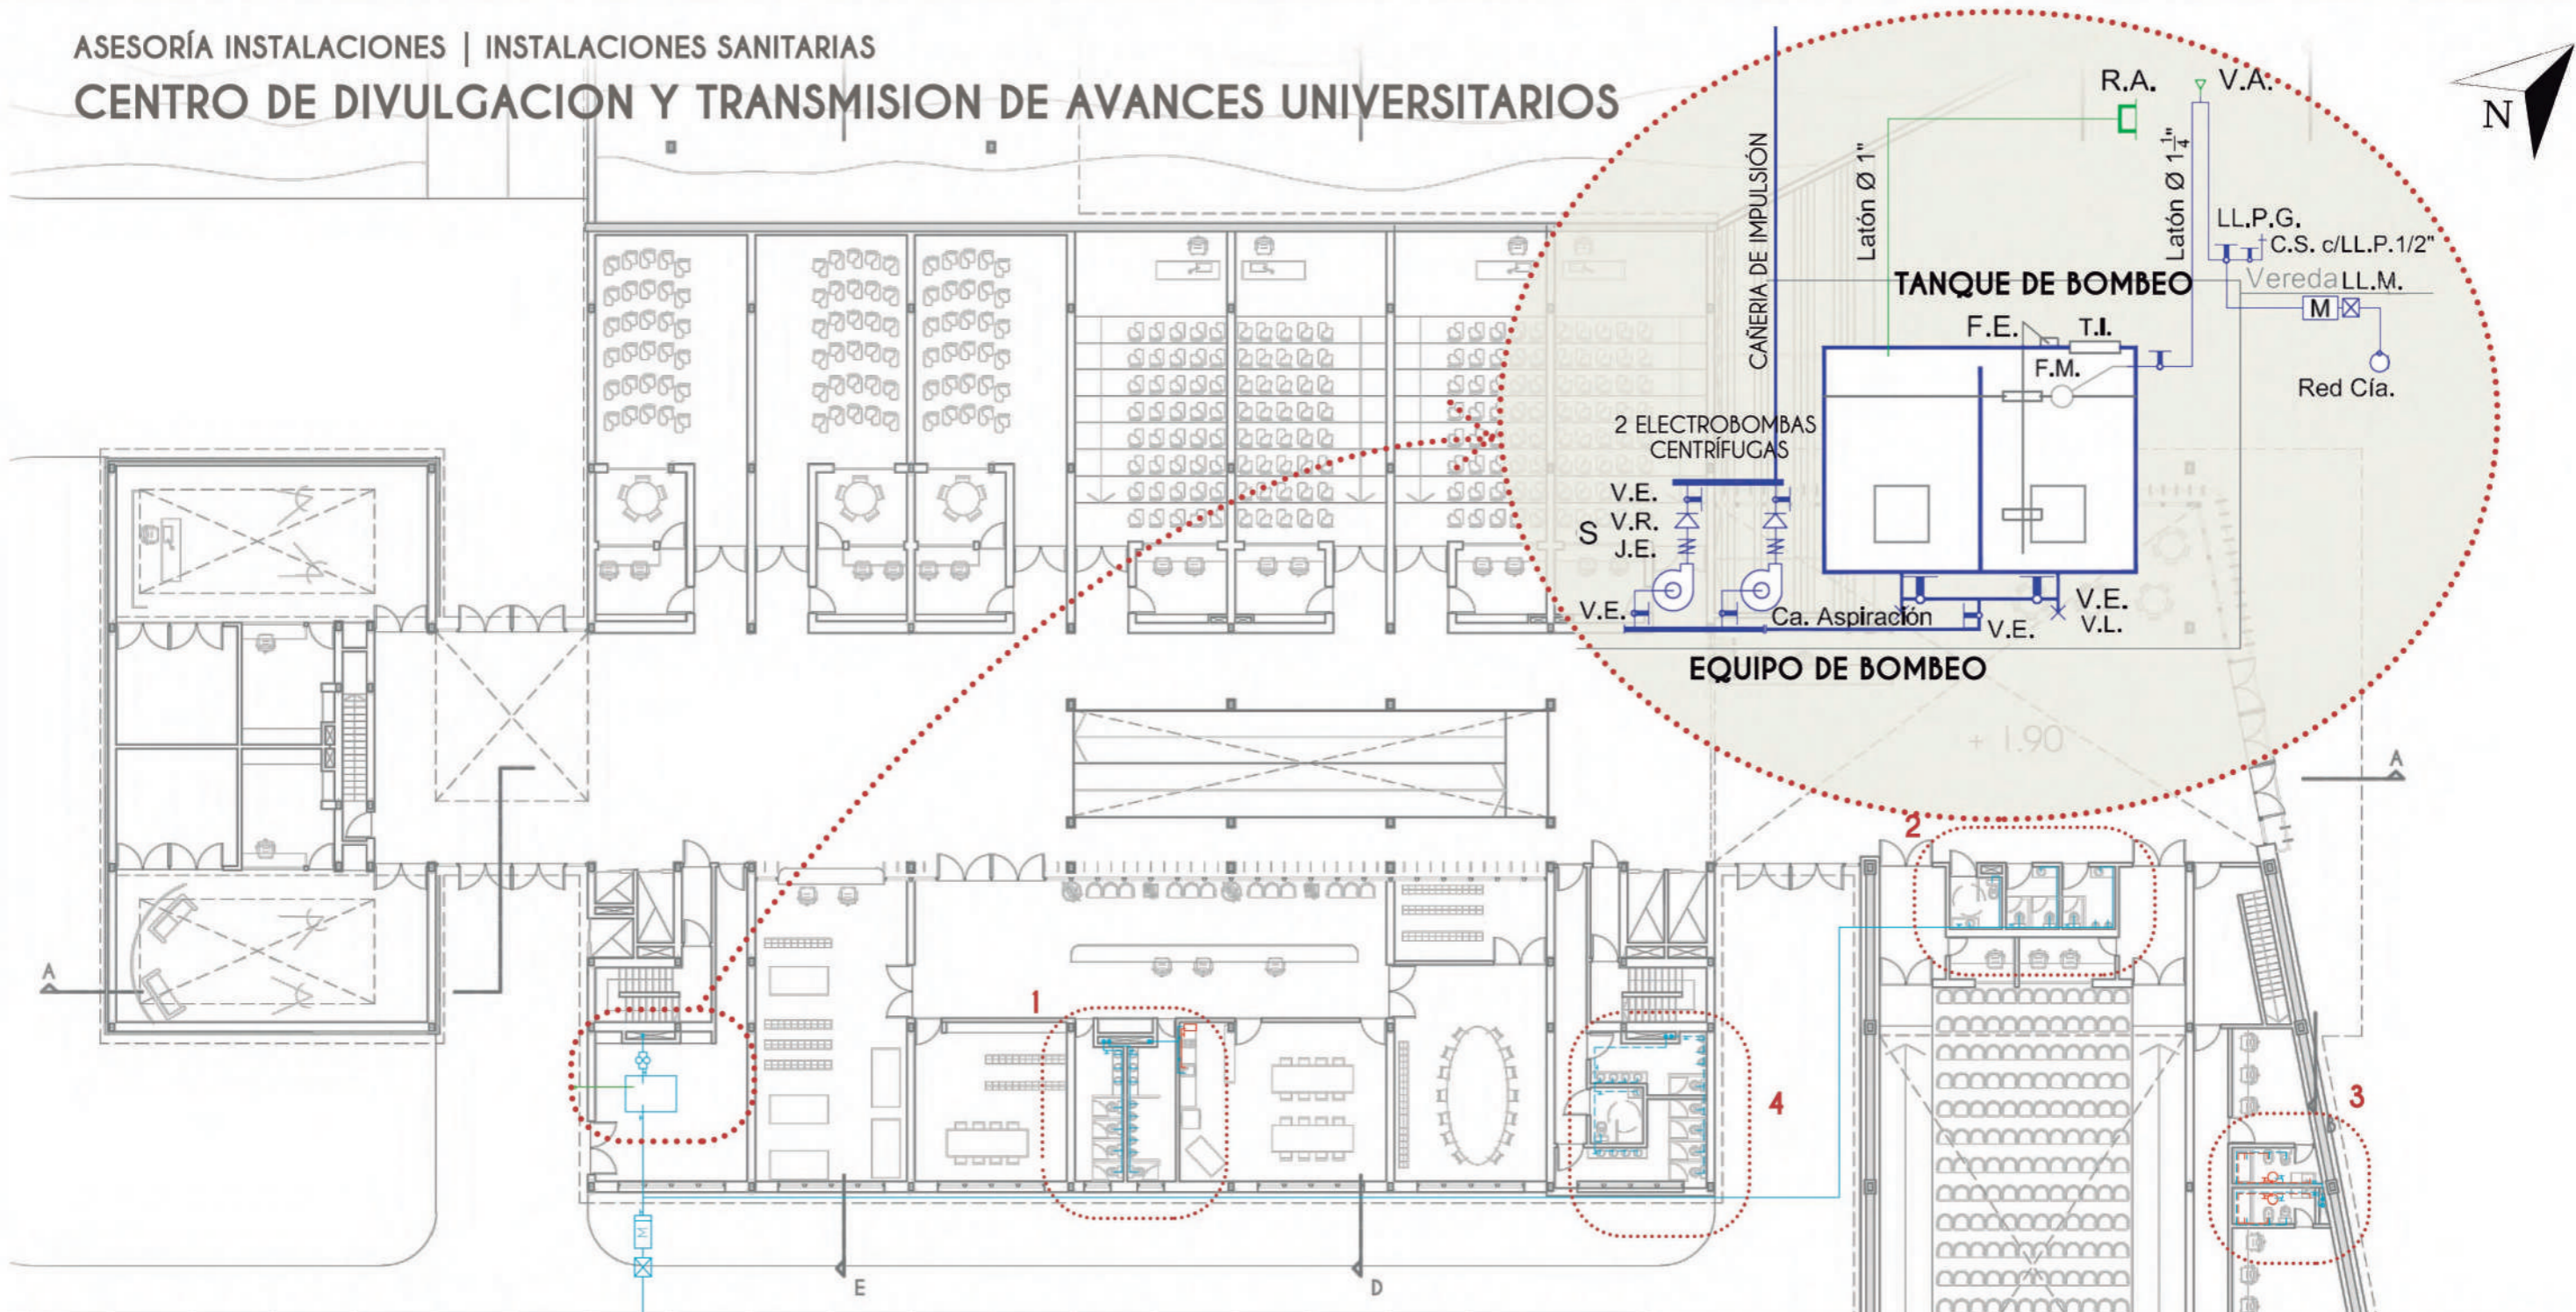 ASESORÍA INSTALACIONES | INSTALACIONES SANITARIAS
CENTRO DE DIVULGACION Y TRANSMISION DE AVANCES UNIVERSITARIOS
N
R.A.
V.A.
CAÑERIA DE IMPULSIÓN
Latón Ø 1"
Latón Ø 1 1/4"
LL.P.G.
C.S. c/LL.P.1/2"
Vereda LL.M.
M
Red Cía.
TANQUE DE BOMBEO
F.E.
T.I.
F.M.
2 ELECTROBOMBAS
CENTRÍFUGAS
V.E.
V.R.
S
J.E.
V.E.
Ca. Aspiración
V.E.
V.E.
V.L.
EQUIPO DE BOMBEO
+ 1.90
A
2
A
1
4
3
B
M
E
D